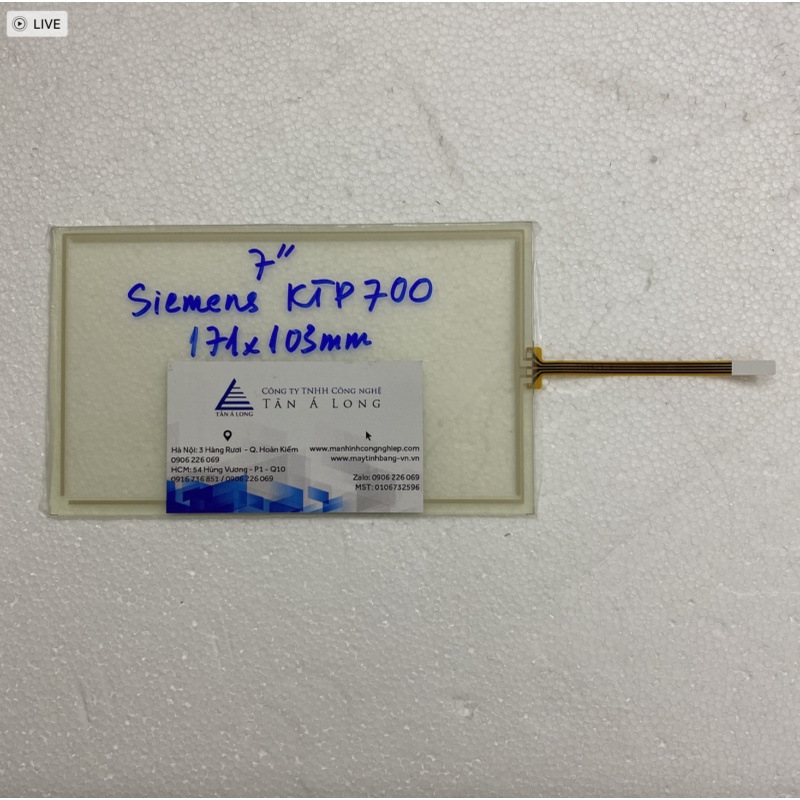 LIVE
7"
Siemens KTP 700
171x103mm
TÂN Á LONG
CÔNG TY TNHH CÔNG NGHỆ
TÂN Á LONG
Hà Nội: 3 Hàng Rươi - Q. Hoàn Kiếm
0906 226 069
HCM: 54 Hùng Vương - P1 - Q10
0916 736 851 / 0906 226 069
www.manhinhcongnghiep.com
www.maytinhbang-vn.vn
Zalo: 0906 226 069
MST: 0106732596